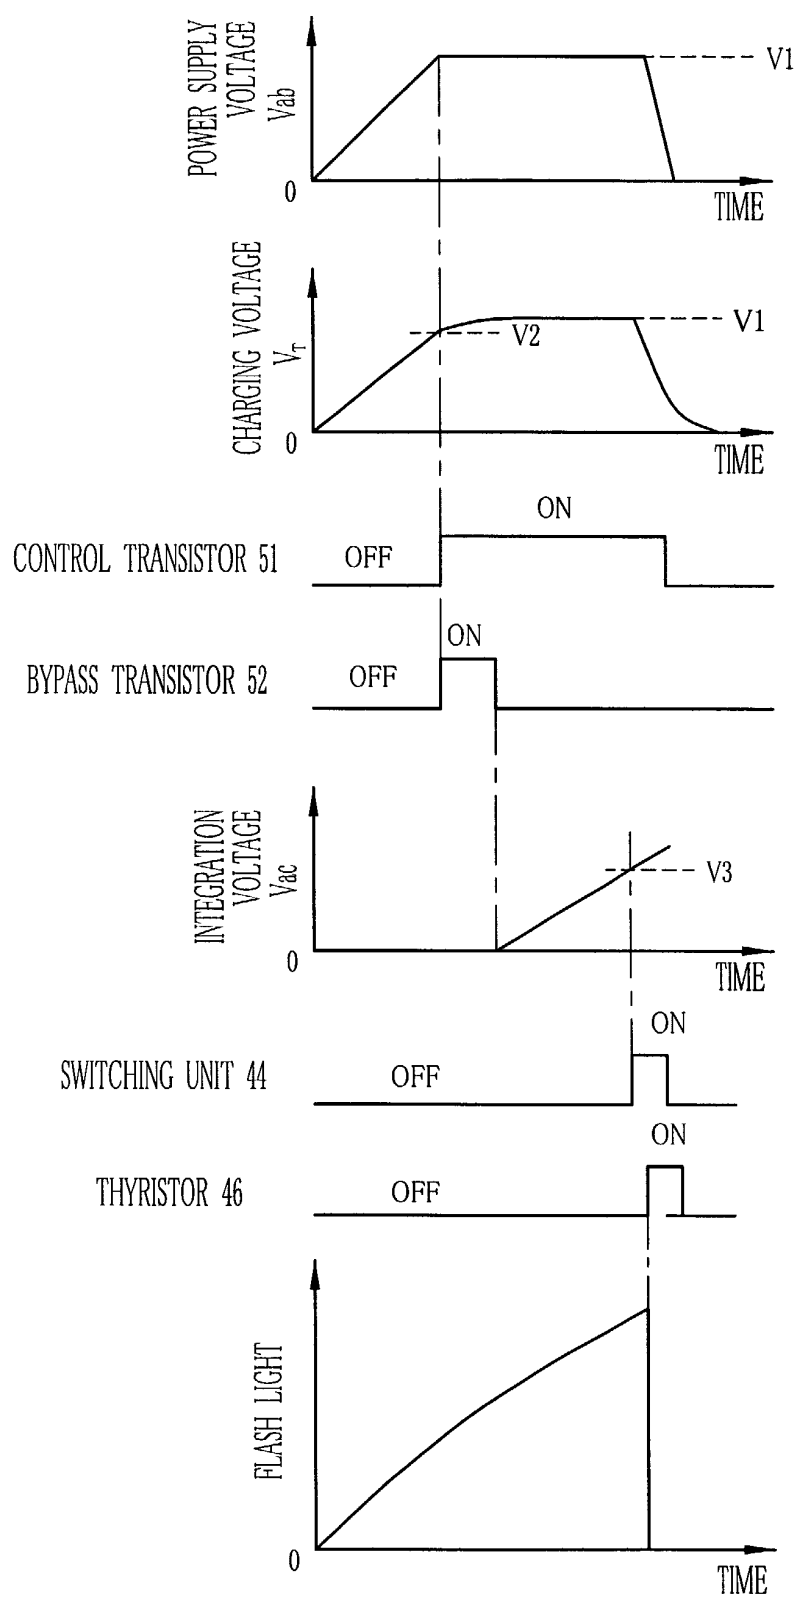 POWER SUPPLY
VOLTAGE
Vab
V1
0
TIME
CHARGING VOLTAGE
VT
V2
V1
0
TIME
ON
CONTROL TRANSISTOR 51
OFF
ON
BYPASS TRANSISTOR 52
OFF
INTEGRATION
VOLTAGE
Vac
V3
0
TIME
ON
SWITCHING UNIT 44
OFF
ON
THYRISTOR 46
OFF
FLASH LIGHT
0
TIME